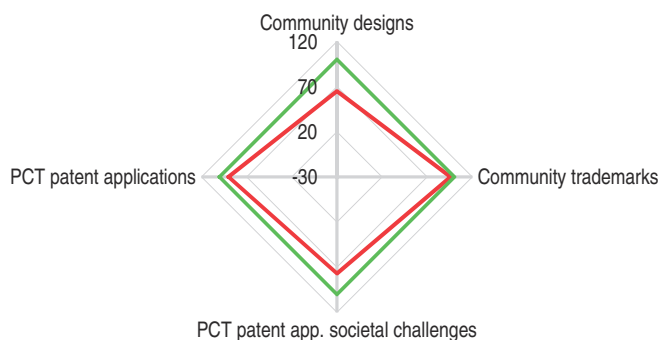 Community designs
120
70
20
-30
PCT patent applications
Community trademarks
PCT patent app. societal challenges